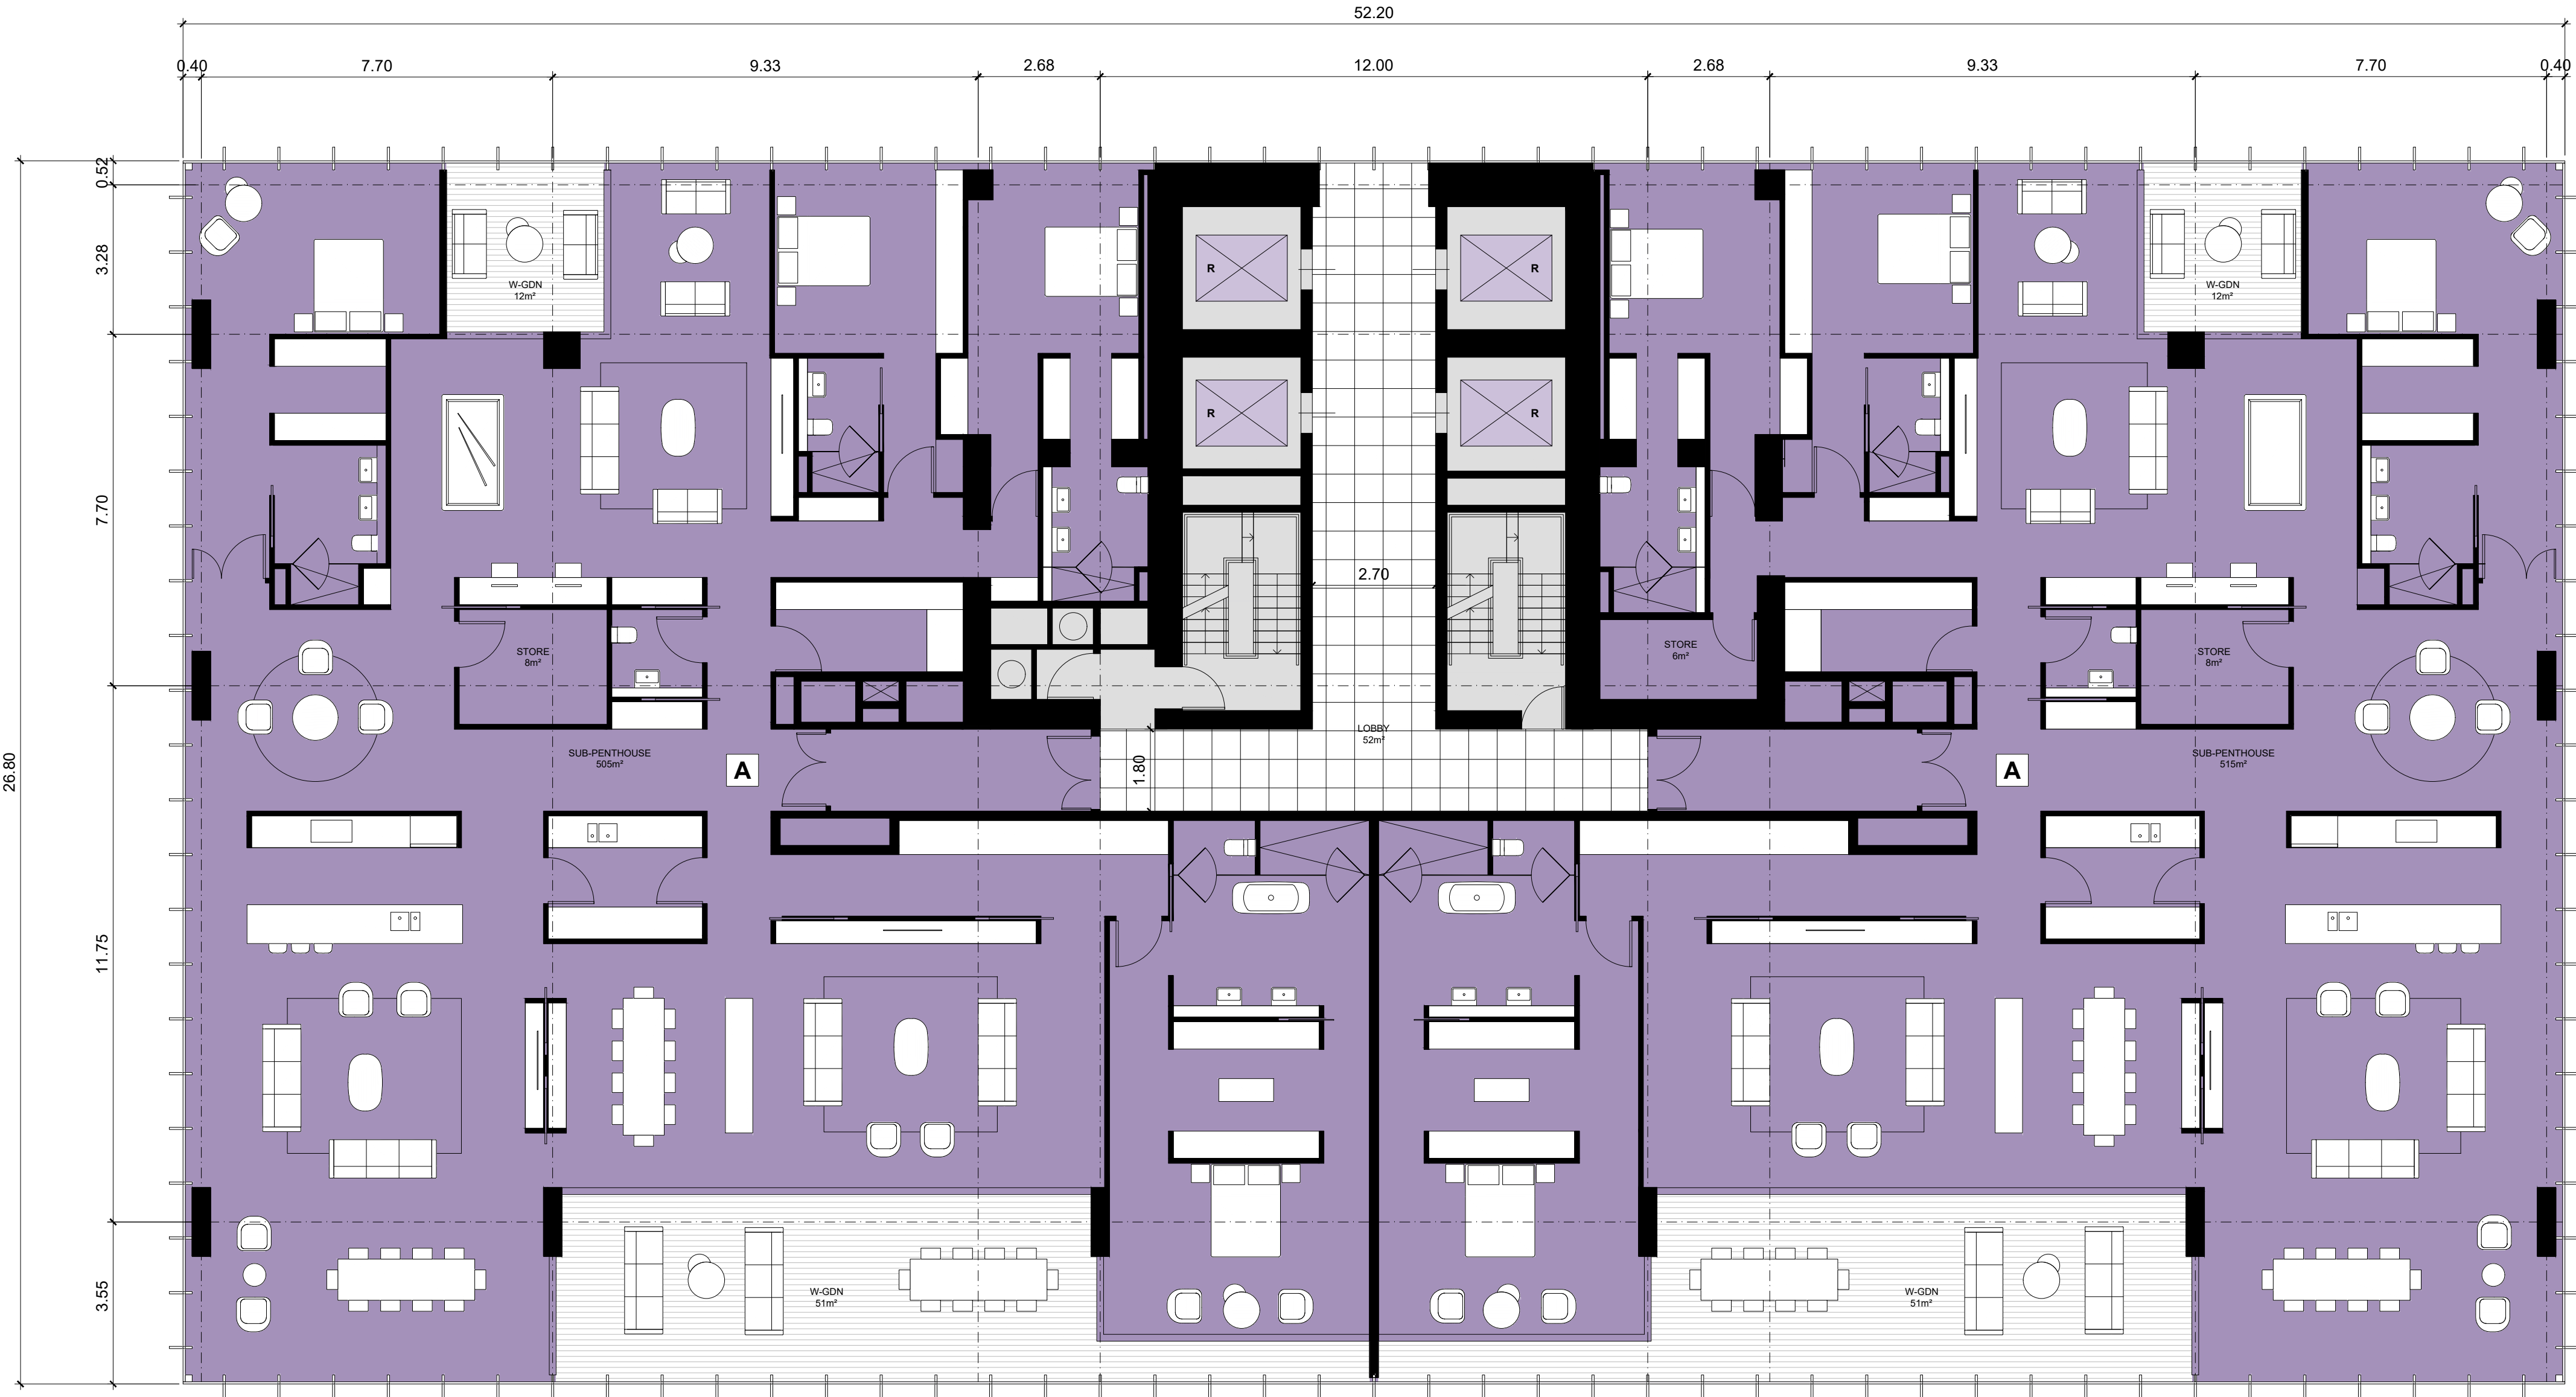 52.20
0.40
7.70
9.33
2.68
12.00
2.68
9.33
7.70
0.40
26.80
0.52
3.28
7.70
11.75
3.55
W-GDN
12m²
R
R
W-GDN
12m²
R
R
2.70
STORE
8m²
STORE
6m²
STORE
8m²
LOBBY
52m²
SUB-PENTHOUSE
505m²
A
1.80
A
SUB-PENTHOUSE
515m²
W-GDN
51m²
W-GDN
51m²